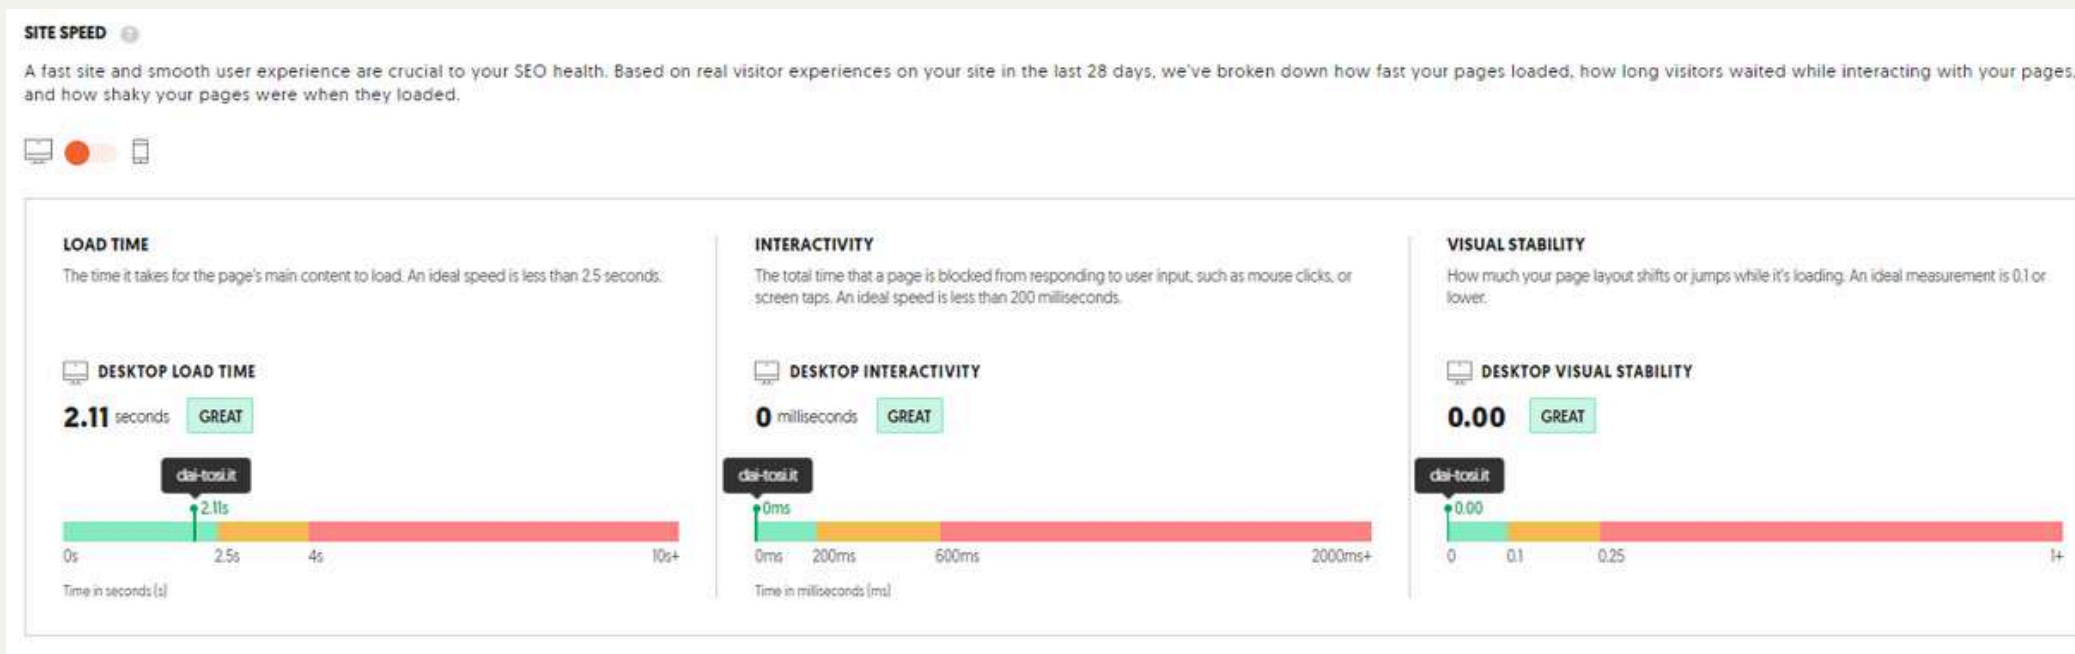 SITE SPEED ?
A fast site and smooth user experience are crucial to your SEO health. Based on real visitor experiences on your site in the last 28 days, we've broken down how fast your pages loaded, how long visitors waited while interacting with your pages,
and how shaky your pages were when they loaded.
LOAD TIME
The time it takes for the page's main content to load. An ideal speed is less than 2.5 seconds.
DESKTOP LOAD TIME
2.11 seconds GREAT
dai-tosi.it
2.11s
0s 2.5s 4s 10s+
Time in seconds (s)
INTERACTIVITY
The total time that a page is blocked from responding to user input, such as mouse clicks, or
screen taps. An ideal speed is less than 200 milliseconds.
DESKTOP INTERACTIVITY
0 milliseconds GREAT
dai-tosi.it
0ms
0ms 200ms 600ms 2000ms+
Time in milliseconds (ms)
VISUAL STABILITY
How much your page layout shifts or jumps while it's loading. An ideal measurement is 0.1 or
lower.
DESKTOP VISUAL STABILITY
0.00 GREAT
dai-tosi.it
0.00
0 0.1 0.25 1+